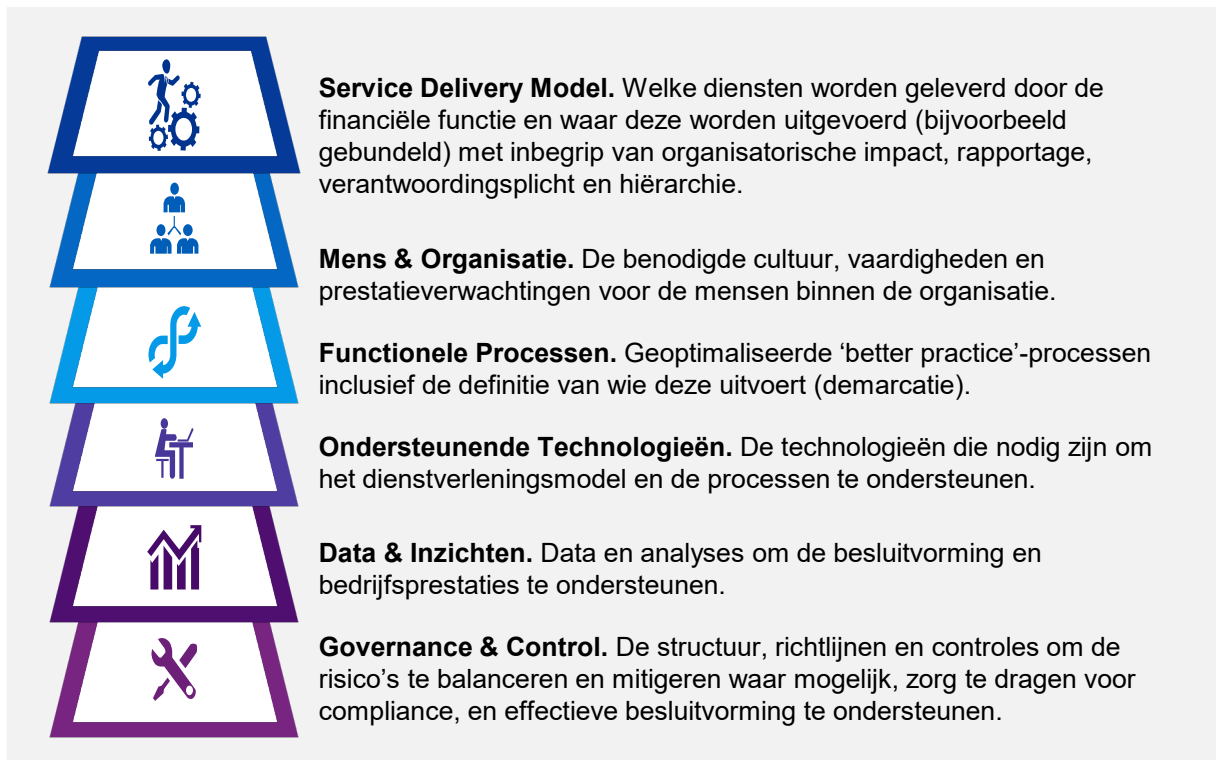 Service Delivery Model. Welke diensten worden geleverd door de
financiële functie en waar deze worden uitgevoerd (bijvoorbeeld
gebundeld) met inbegrip van organisatorische impact, rapportage,
verantwoordingsplicht en hiërarchie.
Mens & Organisatie. De benodigde cultuur, vaardigheden en
prestatieverwachtingen voor de mensen binnen de organisatie.
Functionele Processen. Geoptimaliseerde ‘better practice’-processen
inclusief de definitie van wie deze uitvoert (demarcatie).
Ondersteunende Technologieën. De technologieën die nodig zijn om
het dienstverleningsmodel en de processen te ondersteunen.
Data & Inzichten. Data en analyses om de besluitvorming en
bedrijfsprestaties te ondersteunen.
Governance & Control. De structuur, richtlijnen en controles om de
risico’s te balanceren en mitigeren waar mogelijk, zorg te dragen voor
compliance, en effectieve besluitvorming te ondersteunen.